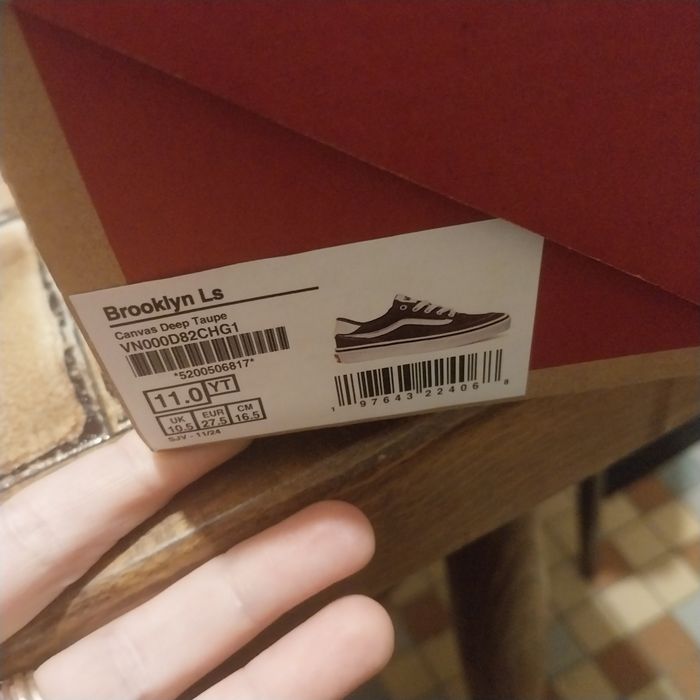 Brooklyn Ls
Canvas Deep Taupe
VN000D82CHG1
*5200506817*
11.0 YT
UK EUR CM
10.5 27.5 16.5
SJV - 11/24
1 97643 22406 8